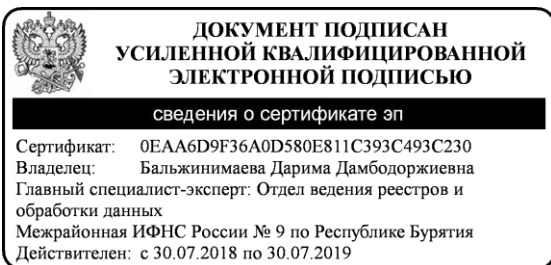 ДОКУМЕНТ ПОДПИСАН
УСИЛЕННОЙ КВАЛИФИЦИРОВАННОЙ
ЭЛЕКТРОННОЙ ПОДПИСЬЮ
сведения о сертификате эп
Сертификат: 0EAA6D9F36A0D580E811C393C493C230
Владелец: Бальжинимаева Дарима Дамбодоржиевна
Главный специалист-эксперт: Отдел ведения реестров и
обработки данных
Межрайонная ИФНС России № 9 по Республике Бурятия
Действителен: с 30.07.2018 по 30.07.2019